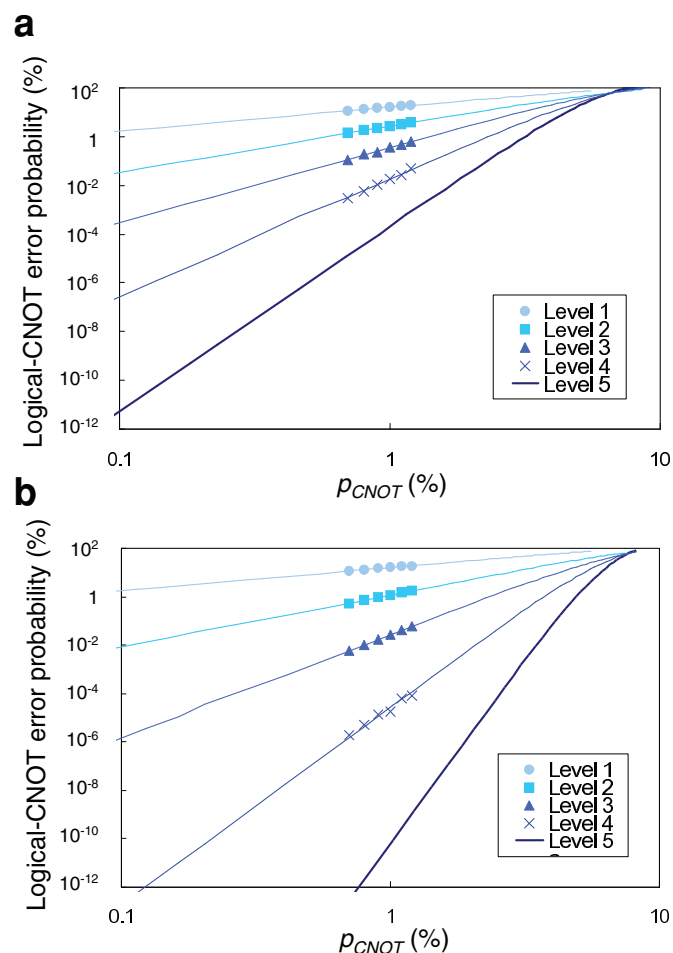 a
Logical-CNOT error probability (%)
10^2
1
10^-2
10^-4
10^-6
10^-8
10^-10
10^-12
Level 1
Level 2
Level 3
Level 4
Level 5
0.1
1
10
p_CNOT (%)
b
Logical-CNOT error probability (%)
10^2
1
10^-2
10^-4
10^-6
10^-8
10^-10
10^-12
Level 1
Level 2
Level 3
Level 4
Level 5
0.1
1
10
p_CNOT (%)